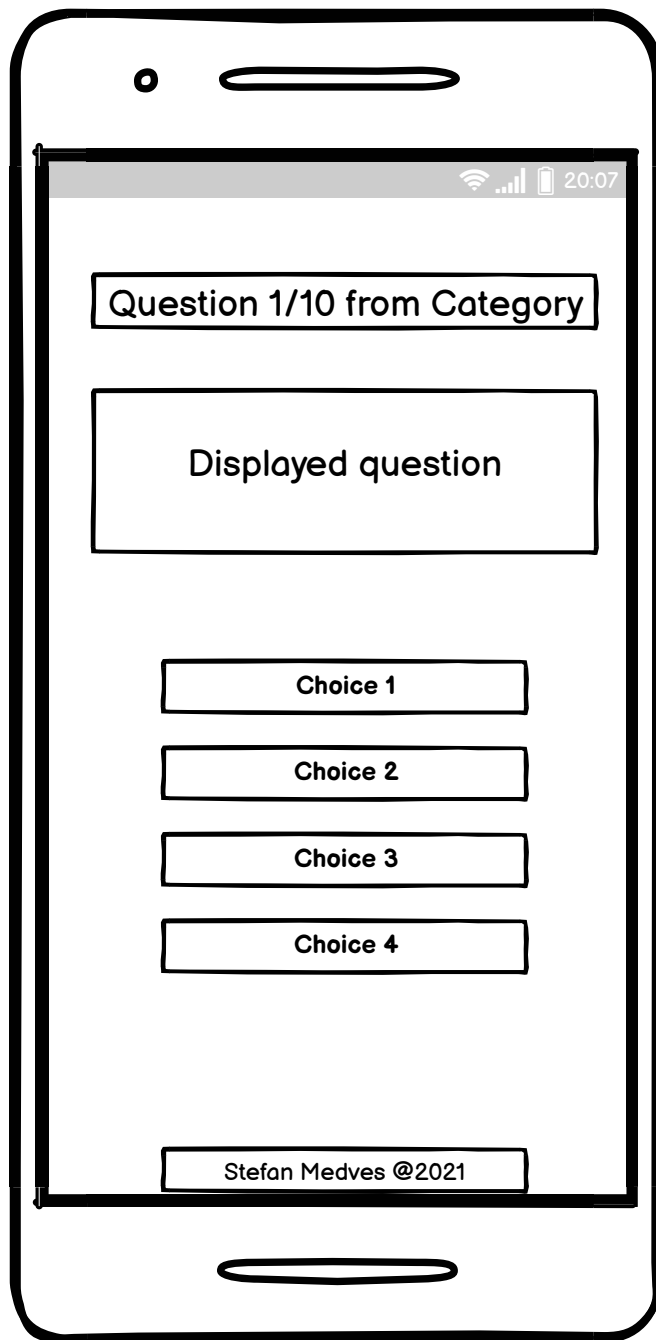 20:07
Question 1/10 from Category
Displayed question
Choice 1
Choice 2
Choice 3
Choice 4
Stefan Medves @2021